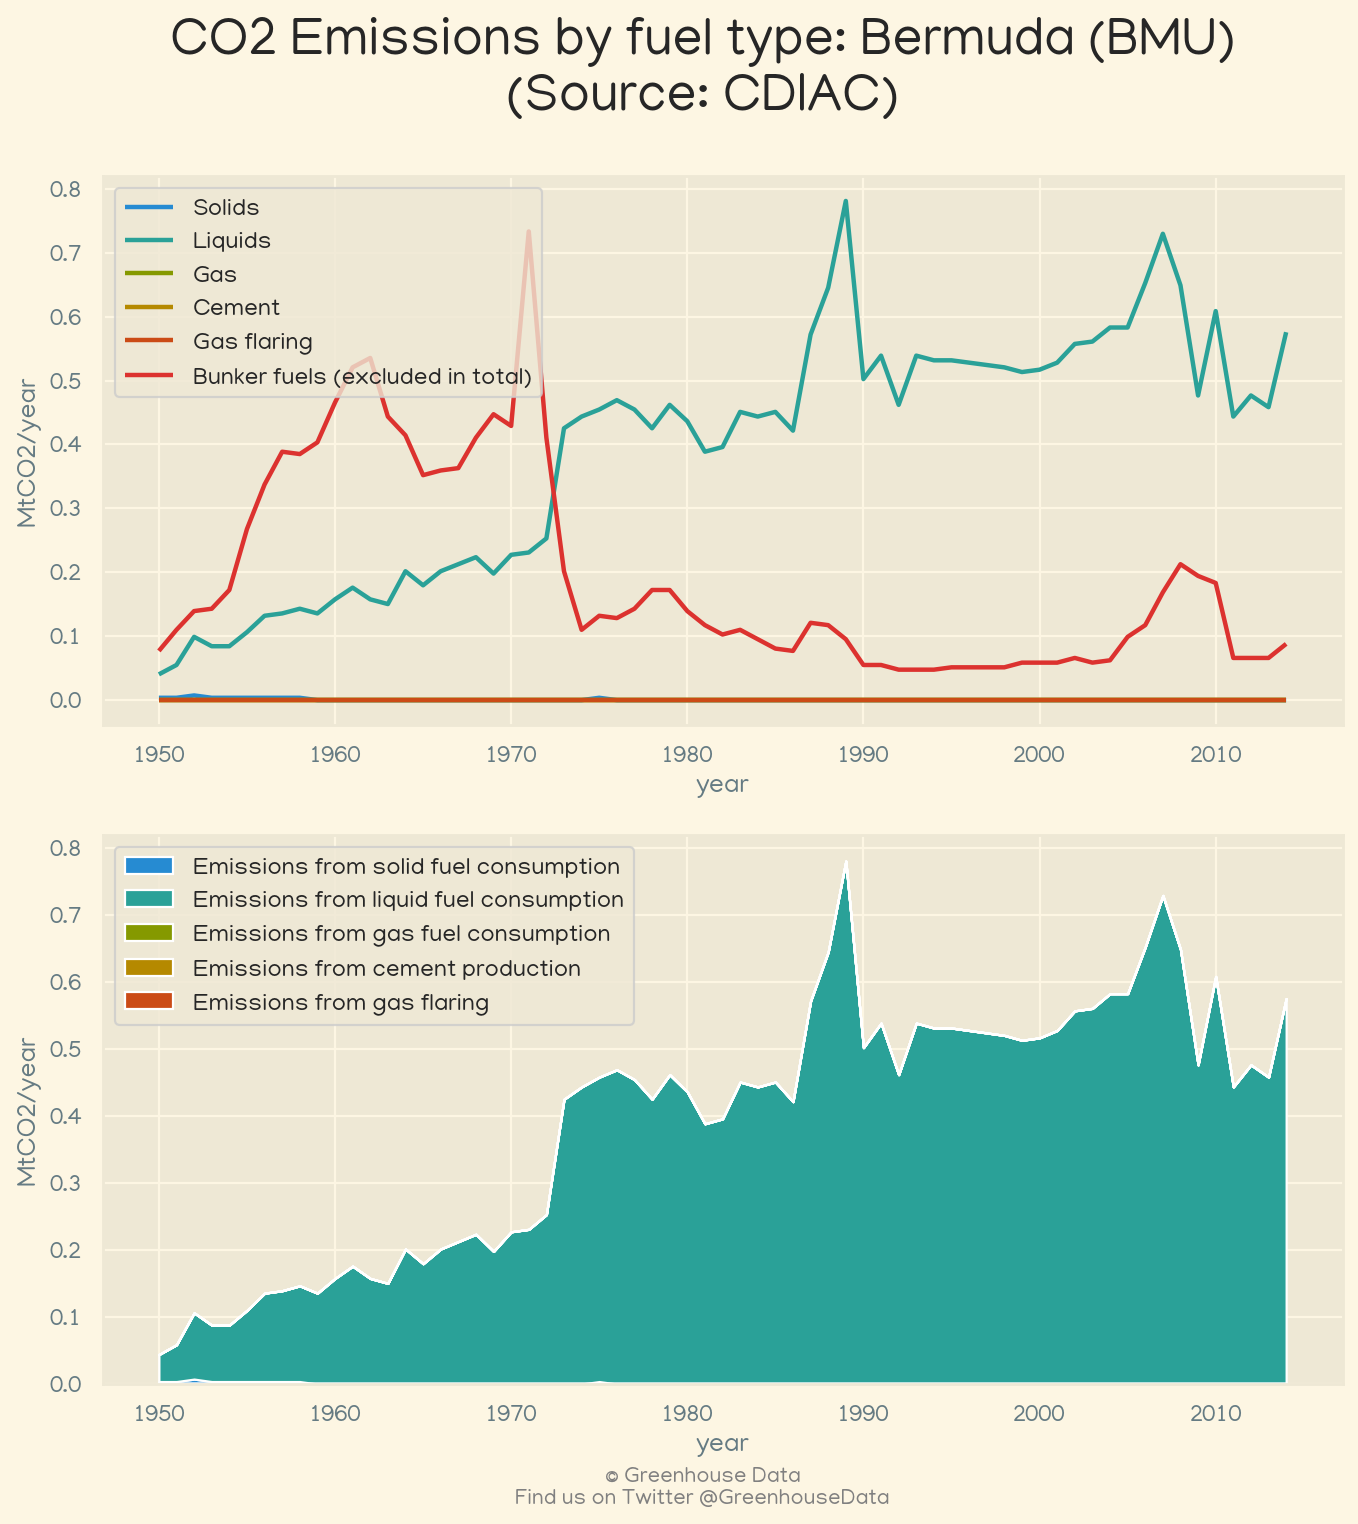 CO2 Emissions by fuel type: Bermuda (BMU)
(Source: CDIAC)
0.8
0.7
0.6
0.5
0.4
0.3
0.2
0.1
0.0
MtCO2/year
Solids
Liquids
Gas
Cement
Gas flaring
Bunker fuels (excluded in total)
1950 1960 1970 1980 1990 2000 2010
year
0.8
0.7
0.6
0.5
0.4
0.3
0.2
0.1
0.0
MtCO2/year
Emissions from solid fuel consumption
Emissions from liquid fuel consumption
Emissions from gas fuel consumption
Emissions from cement production
Emissions from gas flaring
1950 1960 1970 1980 1990 2000 2010
year
© Greenhouse Data
Find us on Twitter @GreenhouseData